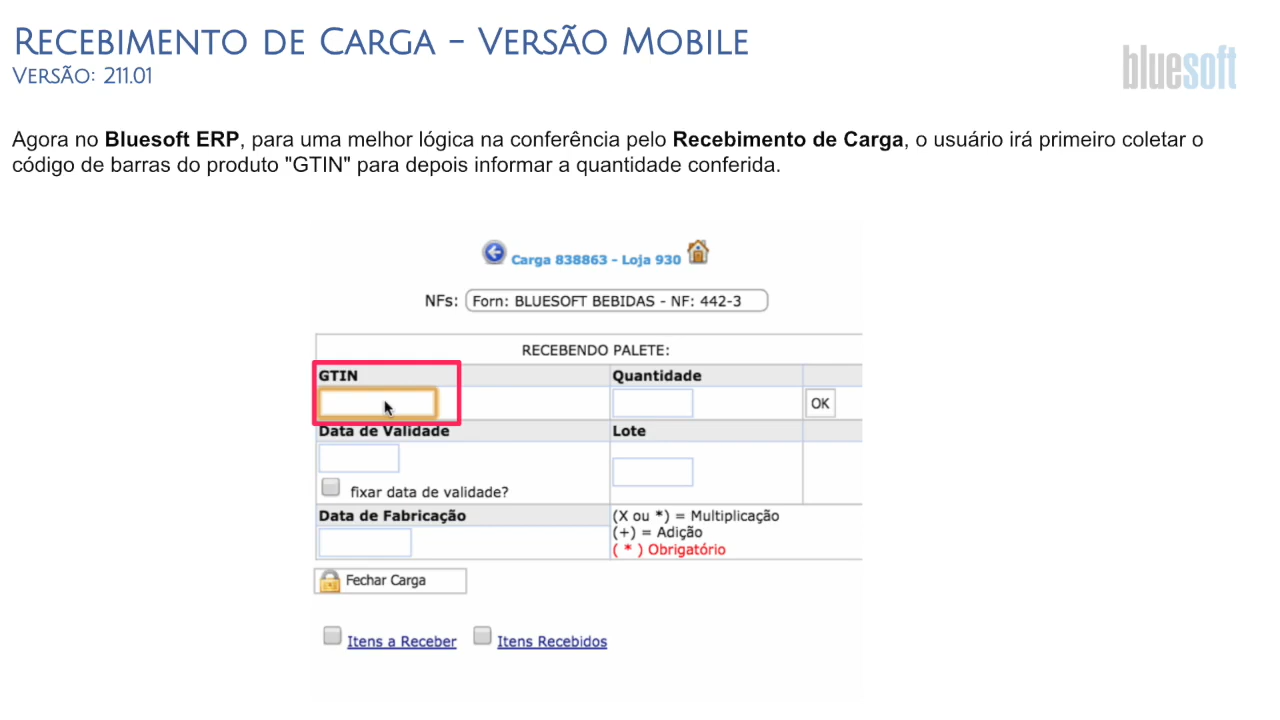 Recebimento de Carga - Versão Mobile
Versão: 211.01
bluesoft
Agora no Bluesoft ERP, para uma melhor lógica na conferência pelo Recebimento de Carga, o usuário irá primeiro coletar o
código de barras do produto "GTIN" para depois informar a quantidade conferida.
Carga 838863 - Loja 930
NFs: Forn: BLUESOFT BEBIDAS - NF: 442-3
RECEBENDO PALETE:
GTIN Quantidade
OK
Data de Validade Lote
fixar data de validade?
Data de Fabricação (X ou *) = Multiplicação
(+) = Adição
( * ) Obrigatório
Fechar Carga
Itens a Receber Itens Recebidos